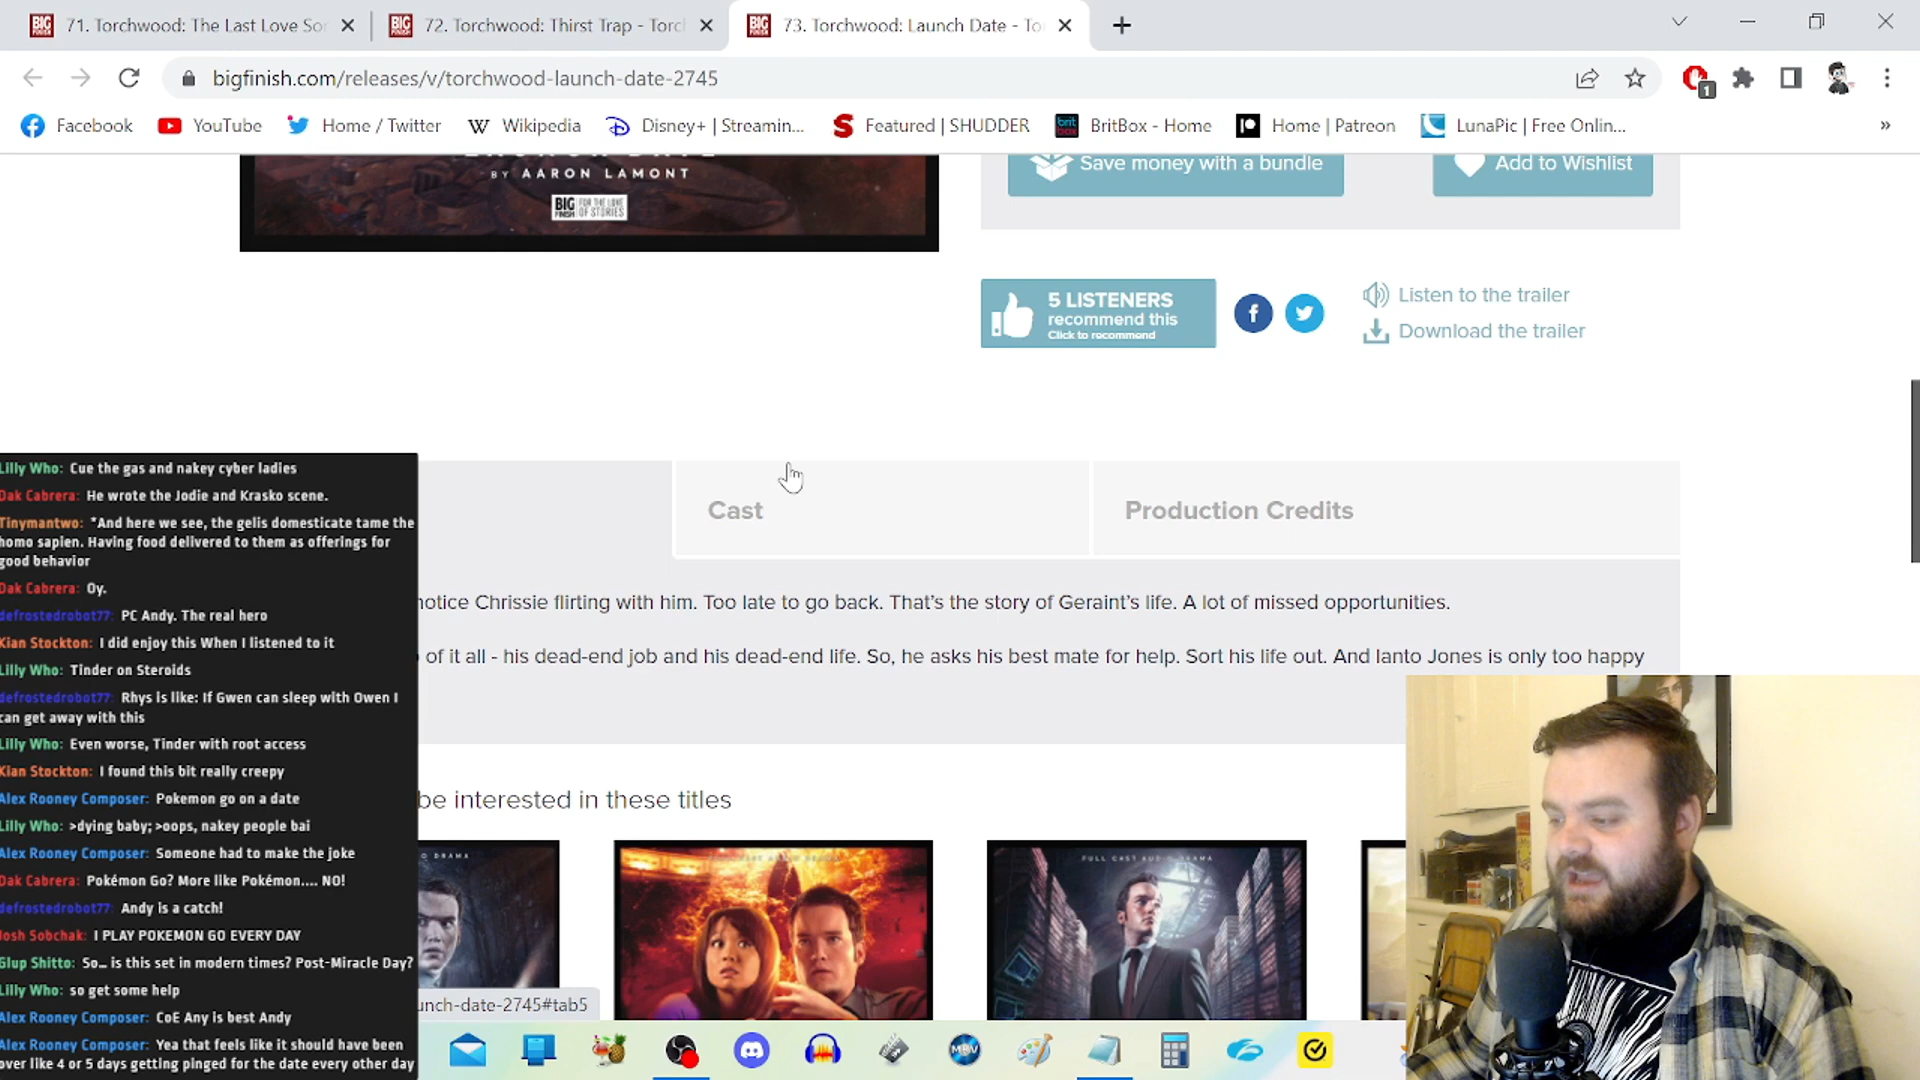 71. Torchwood: The Last Love Sor
72. Torchwood: Thirst Trap - Torch
73. Torchwood: Launch Date - To
bigfinish.com/releases/v/torchwood-launch-date-2745
1
Facebook
YouTube
Home / Twitter
Wikipedia
Disney+ | Streamin...
Featured | SHUDDER
BritBox - Home
Home | Patreon
LunaPic | Free Onlin...
»
BY AARON LAMONT
BIG FINISH FOR THE LOVE OF STORIES
Save money with a bundle
Add to Wishlist
5 LISTENERS
recommend this
Click to recommend
Listen to the trailer
Download the trailer
Cast
Production Credits
notice Chrissie flirting with him. Too late to go back. That's the story of Geraint's life. A lot of missed opportunities.
of it all - his dead-end job and his dead-end life. So, he asks his best mate for help. Sort his life out. And Ianto Jones is only too happy
be interested in these titles
FULL CAST AUDIO DRAMA
unch-date-2745#tab5
Lilly Who: Cue the gas and nakey cyber ladies
Dak Cabrera: He wrote the Jodie and Krasko scene.
Tinymantwo: *And here we see, the gelis domesticate tame the
homo sapien. Having food delivered to them as offerings for
good behavior
Dak Cabrera: Oy.
defrostedrobot77: PC Andy. The real hero
Kian Stockton: I did enjoy this When I listened to it
Lilly Who: Tinder on Steroids
defrostedrobot77: Rhys is like: If Gwen can sleep with Owen I
can get away with this
Lilly Who: Even worse, Tinder with root access
Kian Stockton: I found this bit really creepy
Alex Rooney Composer: Pokemon go on a date
Lilly Who: >dying baby; >oops, nakey people bai
Alex Rooney Composer: Someone had to make the joke
Dak Cabrera: Pokémon Go? More like Pokémon.... NO!
defrostedrobot77: Andy is a catch!
Josh Sobchak: I PLAY POKEMON GO EVERY DAY
Glup Shitto: So... is this set in modern times? Post-Miracle Day?
Lilly Who: so get some help
Alex Rooney Composer: CoE Any is best Andy
Alex Rooney Composer: Yea that feels like it should have been
over like 4 or 5 days getting pinged for the date every other day